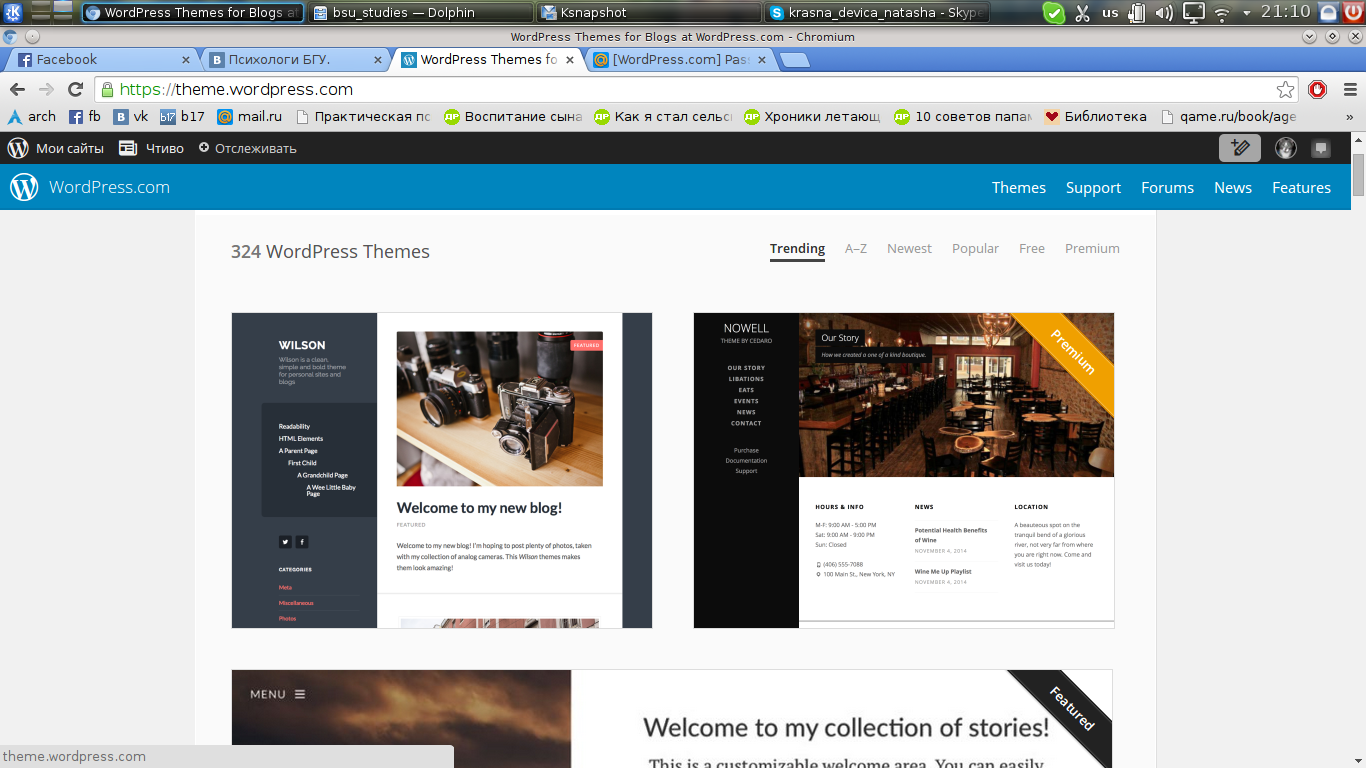 WordPress Themes for Blogs at
bsu_studies — Dolphin
Ksnapshot
krasna_devica_natasha - Skype
us
21:10
WordPress Themes for Blogs at WordPress.com - Chromium
Facebook
Психологи БГУ.
WordPress Themes fo
[WordPress.com] Pas
https://theme.wordpress.com
arch
fb
vk
b17
mail.ru
Практическая пс
Воспитание сына
Как я стал сельс
Хроники летающ
10 советов папам
Библиотека
qame.ru/book/age
»
Мои сайты
Чтиво
Отслеживать
WordPress.com
Themes
Support
Forums
News
Features
324 WordPress Themes
Trending
A–Z
Newest
Popular
Free
Premium
WILSON
Wilson is a clean,
simple and bold theme
for personal sites and
blogs
Readability
HTML Elements
A Parent Page
First Child
A Grandchild Page
A Wee Little Baby
Page
CATEGORIES
Meta
Miscellaneous
Photos
FEATURED
Welcome to my new blog!
FEATURED
Welcome to my new blog! I'm hoping to post plenty of photos, taken
with my collection of analog cameras. This Wilson themes makes
them look amazing!
NOWELL
THEME BY CEDARO
OUR STORY
LIBATIONS
EATS
EVENTS
NEWS
CONTACT
Purchase
Documentation
Support
Our Story
How we created a one of a kind boutique.
Premium
HOURS & INFO
M-F: 9:00 AM - 5:00 PM
Sat: 9:00 AM - 9:00 PM
Sun: Closed
(406) 555-7088
100 Main St., New York, NY
NEWS
Potential Health Benefits
of Wine
NOVEMBER 4, 2014
Wine Me Up Playlist
NOVEMBER 4, 2014
LOCATION
A beauteous spot on the
tranquil bend of a glorious
river, not very far from where
you are right now. Come and
visit us today!
MENU
Featured
Welcome to my collection of stories!
This is a customizable welcome area. You can easily
theme.wordpress.com